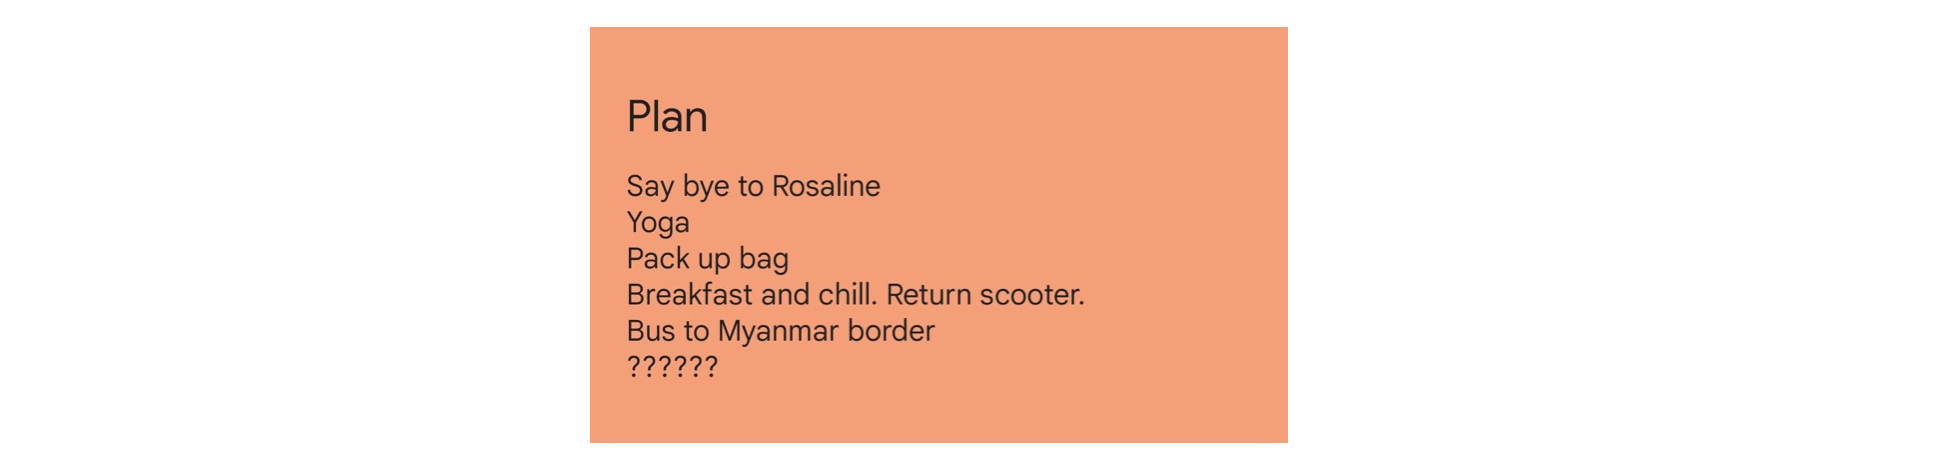 Plan
Say bye to Rosaline
Yoga
Pack up bag
Breakfast and chill. Return scooter.
Bus to Myanmar border
??????